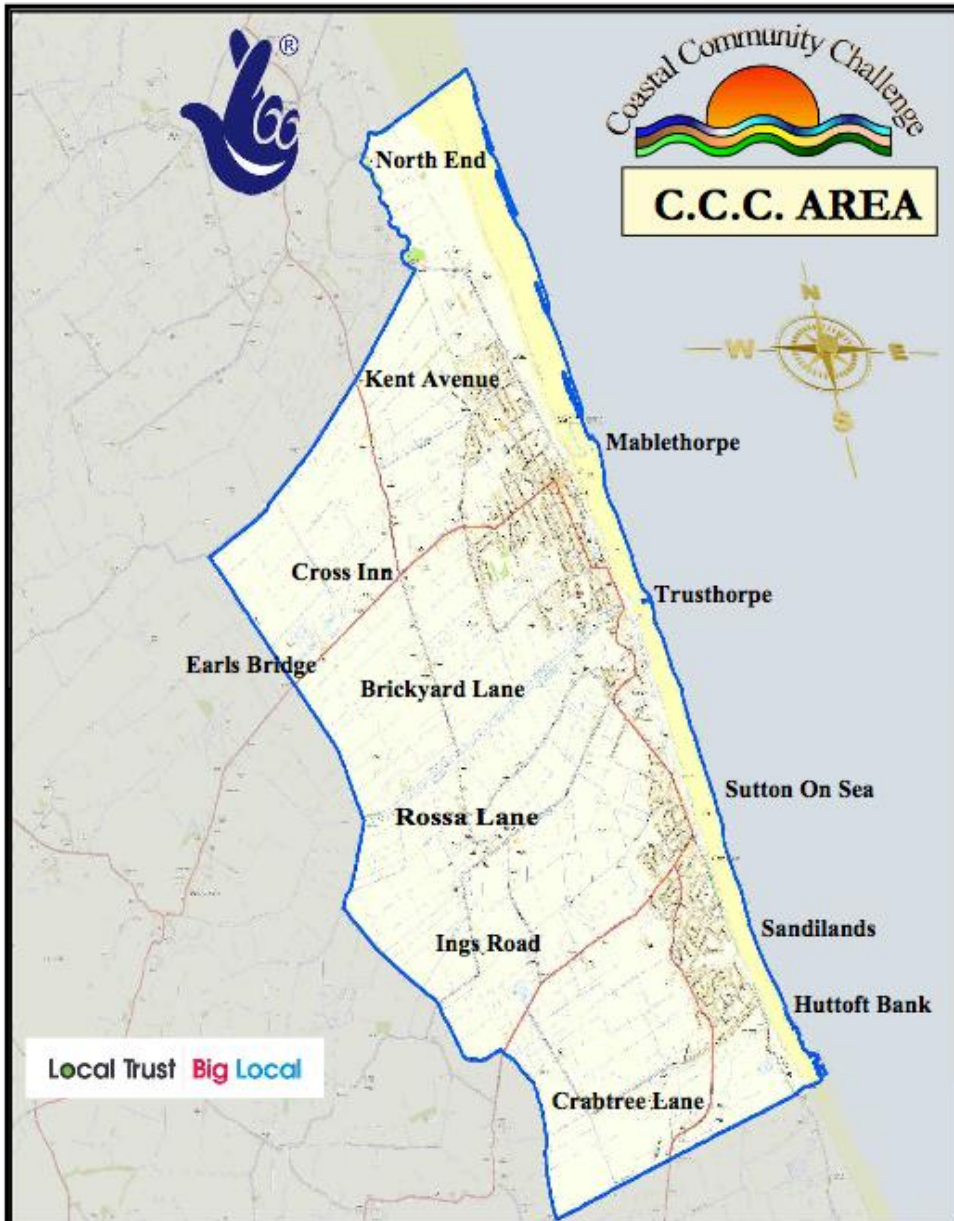 ®
Coastal Community Challenge
C.C.C. AREA
North End
N
W
E
S
Kent Avenue
Mablethorpe
Cross Inn
Trusthorpe
Earls Bridge
Brickyard Lane
Sutton On Sea
Rossa Lane
Sandilands
Ings Road
Huttoft Bank
Local Trust Big Local
Crabtree Lane